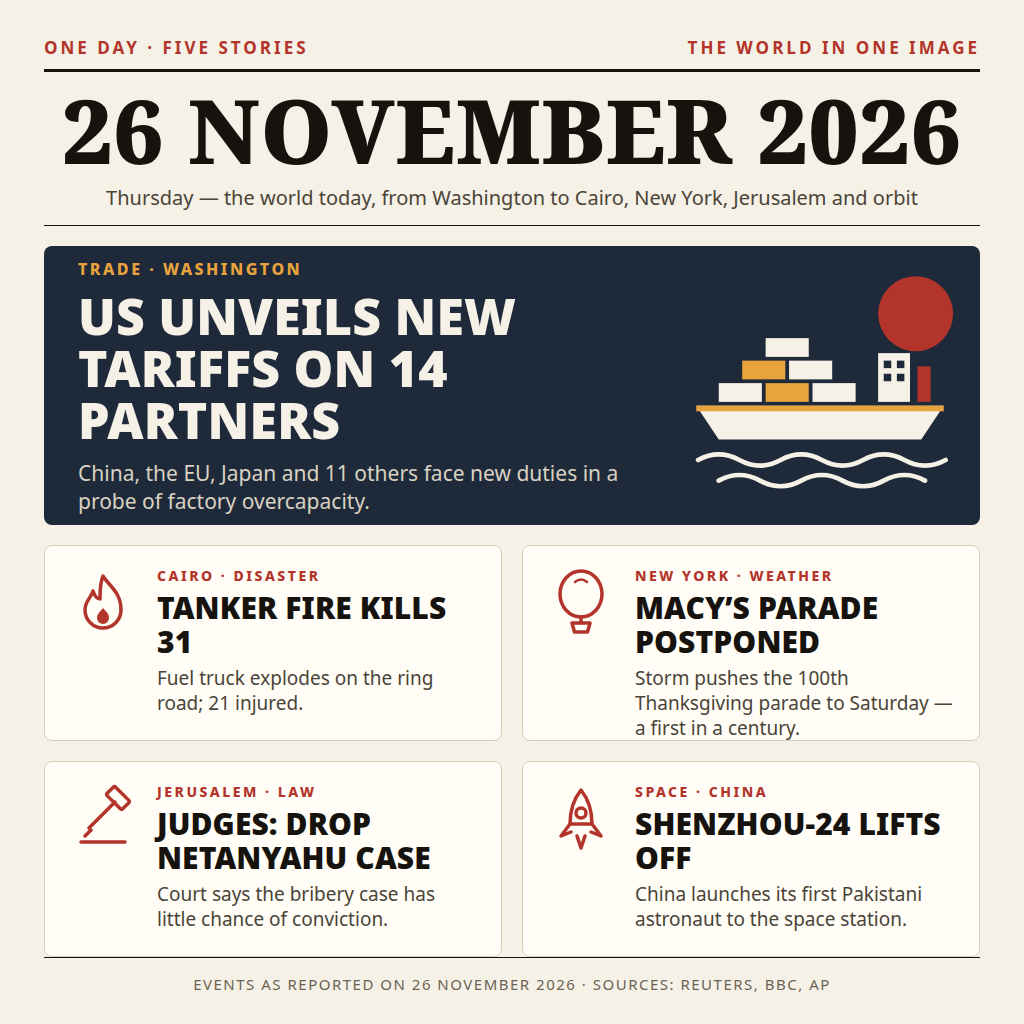 ONE DAY · FIVE STORIES
THE WORLD IN ONE IMAGE
26 NOVEMBER 2026
Thursday — the world today, from Washington to Cairo, New York, Jerusalem and orbit
TRADE · WASHINGTON
US UNVEILS NEW
TARIFFS ON 14
PARTNERS
China, the EU, Japan and 11 others face new duties in a
probe of factory overcapacity.
CAIRO · DISASTER
TANKER FIRE KILLS
31
Fuel truck explodes on the ring
road; 21 injured.
NEW YORK · WEATHER
MACY’S PARADE
POSTPONED
Storm pushes the 100th
Thanksgiving parade to Saturday —
a first in a century.
JERUSALEM · LAW
JUDGES: DROP
NETANYAHU CASE
Court says the bribery case has
little chance of conviction.
SPACE · CHINA
SHENZHOU-24 LIFTS
OFF
China launches its first Pakistani
astronaut to the space station.
EVENTS AS REPORTED ON 26 NOVEMBER 2026 · SOURCES: REUTERS, BBC, AP